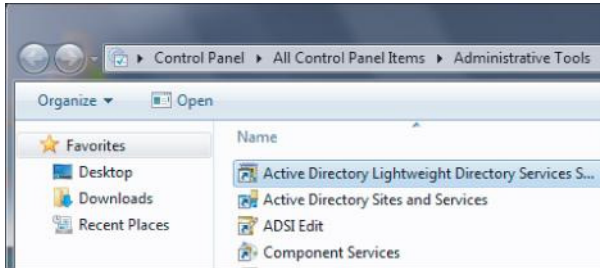 Control Panel ▸ All Control Panel Items ▸ Administrative Tools
Organize ▾ Open
Favorites
Desktop
Downloads
Recent Places
Name
Active Directory Lightweight Directory Services S...
Active Directory Sites and Services
ADSI Edit
Component Services